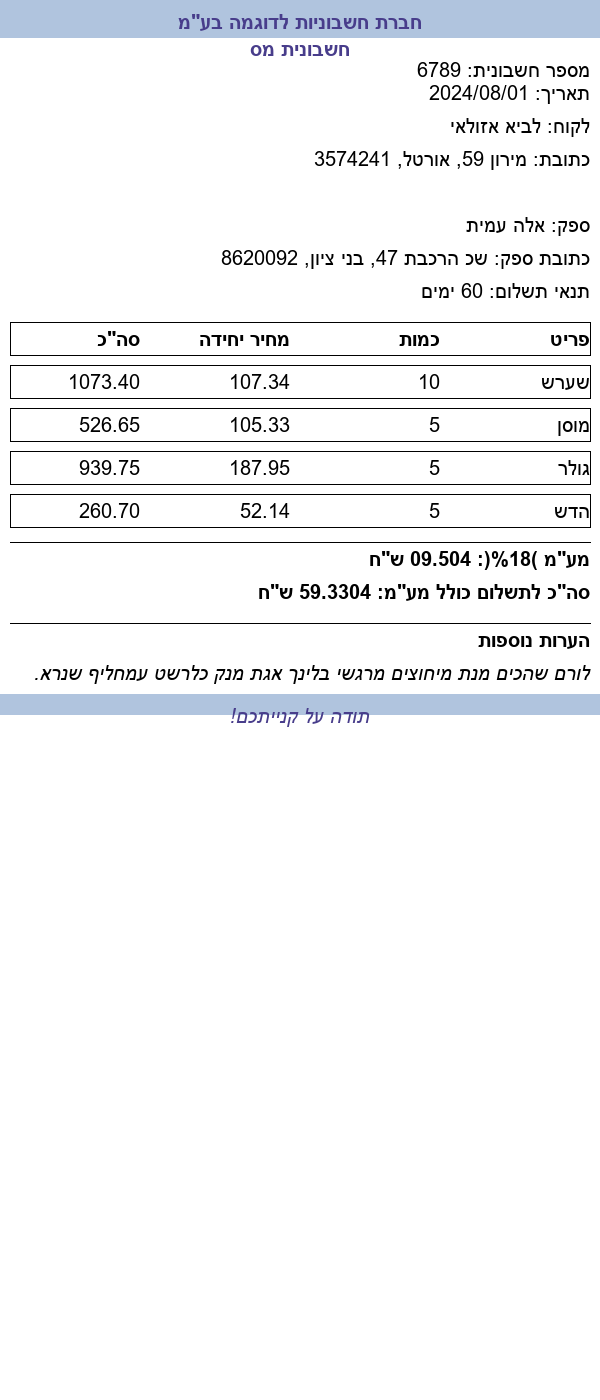 חברת חשבוניות לדוגמה בע"מ
חשבונית מס
מספר חשבונית: 6789
תאריך: 2024/08/01
לקוח: לביא אזולאי
כתובת: מירון 59, אורטל, 3574241
ספק: אלה עמית
כתובת ספק: שכ הרכבת 47, בני ציון, 8620092
תנאי תשלום: 60 ימים
פריט כמות מחיר יחידה סה"כ
שערש 10 107.34 1073.40
מוסן 5 105.33 526.65
גולר 5 187.95 939.75
הדש 5 52.14 260.70
מע"מ (18%): 09.504 ש"ח
סה"כ לתשלום כולל מע"מ: 59.3304 ש"ח
הערות נוספות
לורם שהכים מנת מיחוצים מרגשי בלינך אגת מנק כלרשט עמחליף שנרא.
תודה על קנייתכם!